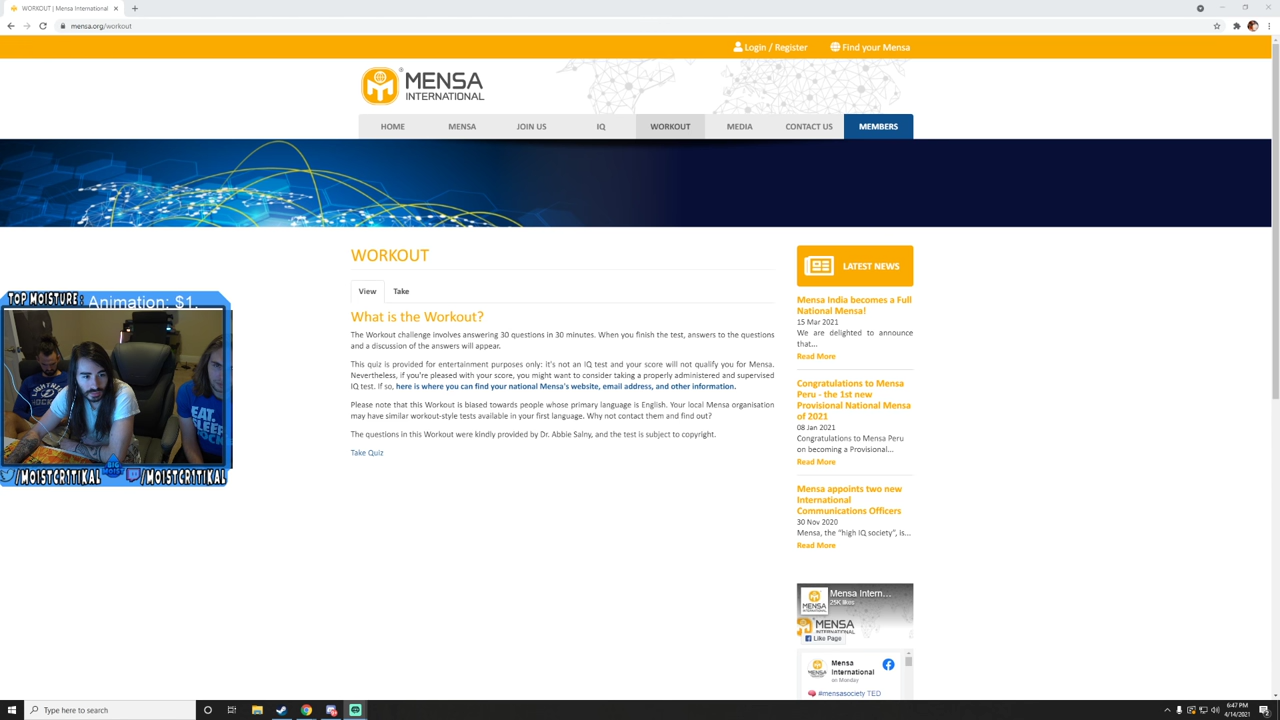 WORKOUT | Mensa International
mensa.org/workout
Login / Register
Find your Mensa
MENSA
INTERNATIONAL
HOME
MENSA
JOIN US
IQ
WORKOUT
MEDIA
CONTACT US
MEMBERS
WORKOUT
View
Take
What is the Workout?
The Workout challenge Involves answering 30 questions in 30 minutes. When you finish the test, answers to the questions
and a discussion of the answers will appear.
This quiz is provided for entertainment purposes only: it's not an IQ test and your score will not qualify you for Mensa.
Nevertheless, if you're pleased with your score, you might want to consider taking a properly administered and supervised
IQ test. If so, here is where you can find your national Mensa's website, email address, and other information.
Please note that this Workout is biased towards people whose primary language is English. Your local Mensa organisation
may have similar workout-style tests available in your first language. Why not contact them and find out?
The questions in this Workout were kindly provided by Dr. Abbie Salny, and the test is subject to copyright.
Take Quiz
LATEST NEWS
Mensa India becomes a Full
National Mensa!
15 Mar 2021
We are delighted to announce
that...
Read More
Congratulations to Mensa
Peru - the 1st new
Provisional National Mensa
of 2021
08 Jan 2021
Congratulations to Mensa Peru
on becoming a Provisional...
Read More
Mensa appoints two new
International
Communications Officers
30 Nov 2020
Mensa, the "high IQ society", is...
Read More
Mensa Intern...
25K likes
MENSA
MENSA
INTERNATIONAL
Like Page
Mensa
International
on Monday
#mensasociety TED
TOP MOISTURE:
Animation: $1.
EAT
SLEEP
BIG
MOIST
/MOISTCR1TIKAL
/MOISTCR1TIKAL
Type here to search
6:47 PM
4/14/2021